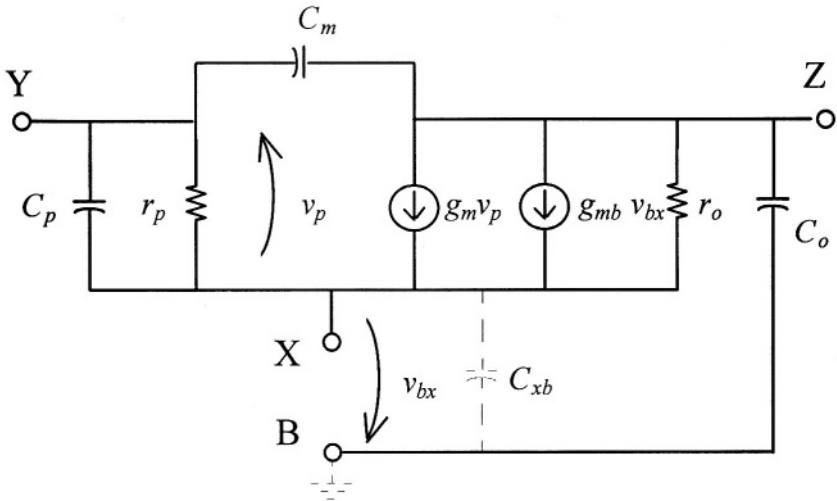 C_m
Y
Z
C_p
r_p
v_p
g_m v_p
g_mb v_bx
r_o
C_o
X
v_bx
C_xb
B